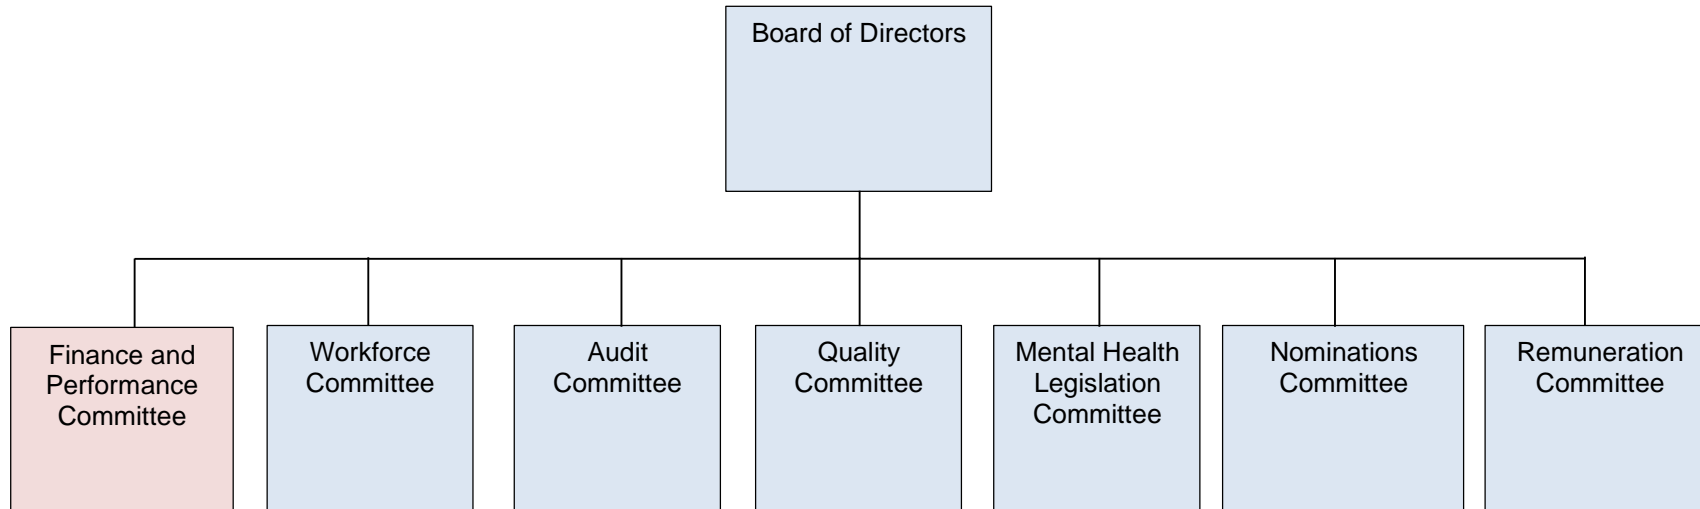 Board of Directors
Finance and
Performance
Committee
Workforce
Committee
Audit
Committee
Quality
Committee
Mental Health
Legislation
Committee
Nominations
Committee
Remuneration
Committee